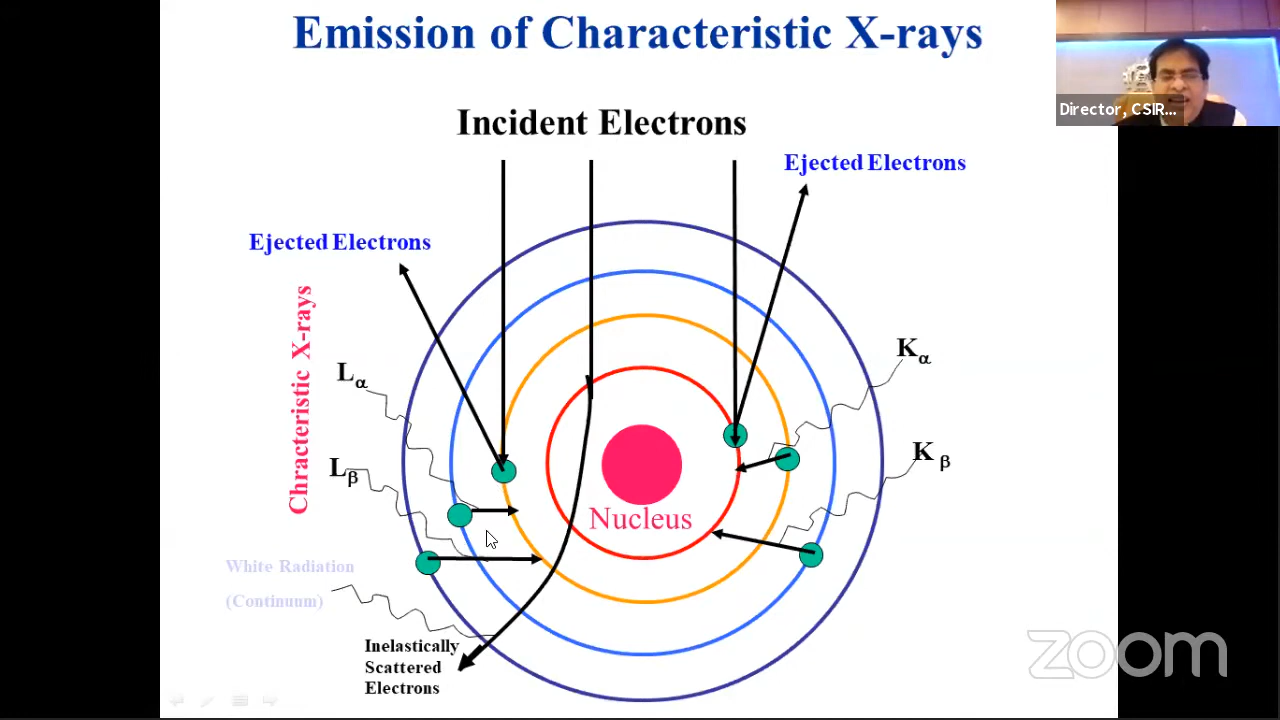 Emission of Characteristic X-rays
Director, CSIR...
Incident Electrons
Ejected Electrons
Ejected Electrons
Chracteristic X-rays
Lα
Kα
Lβ
Kβ
Nucleus
White Radiation
(Continuum)
Inelastically
Scattered
Electrons
zoom